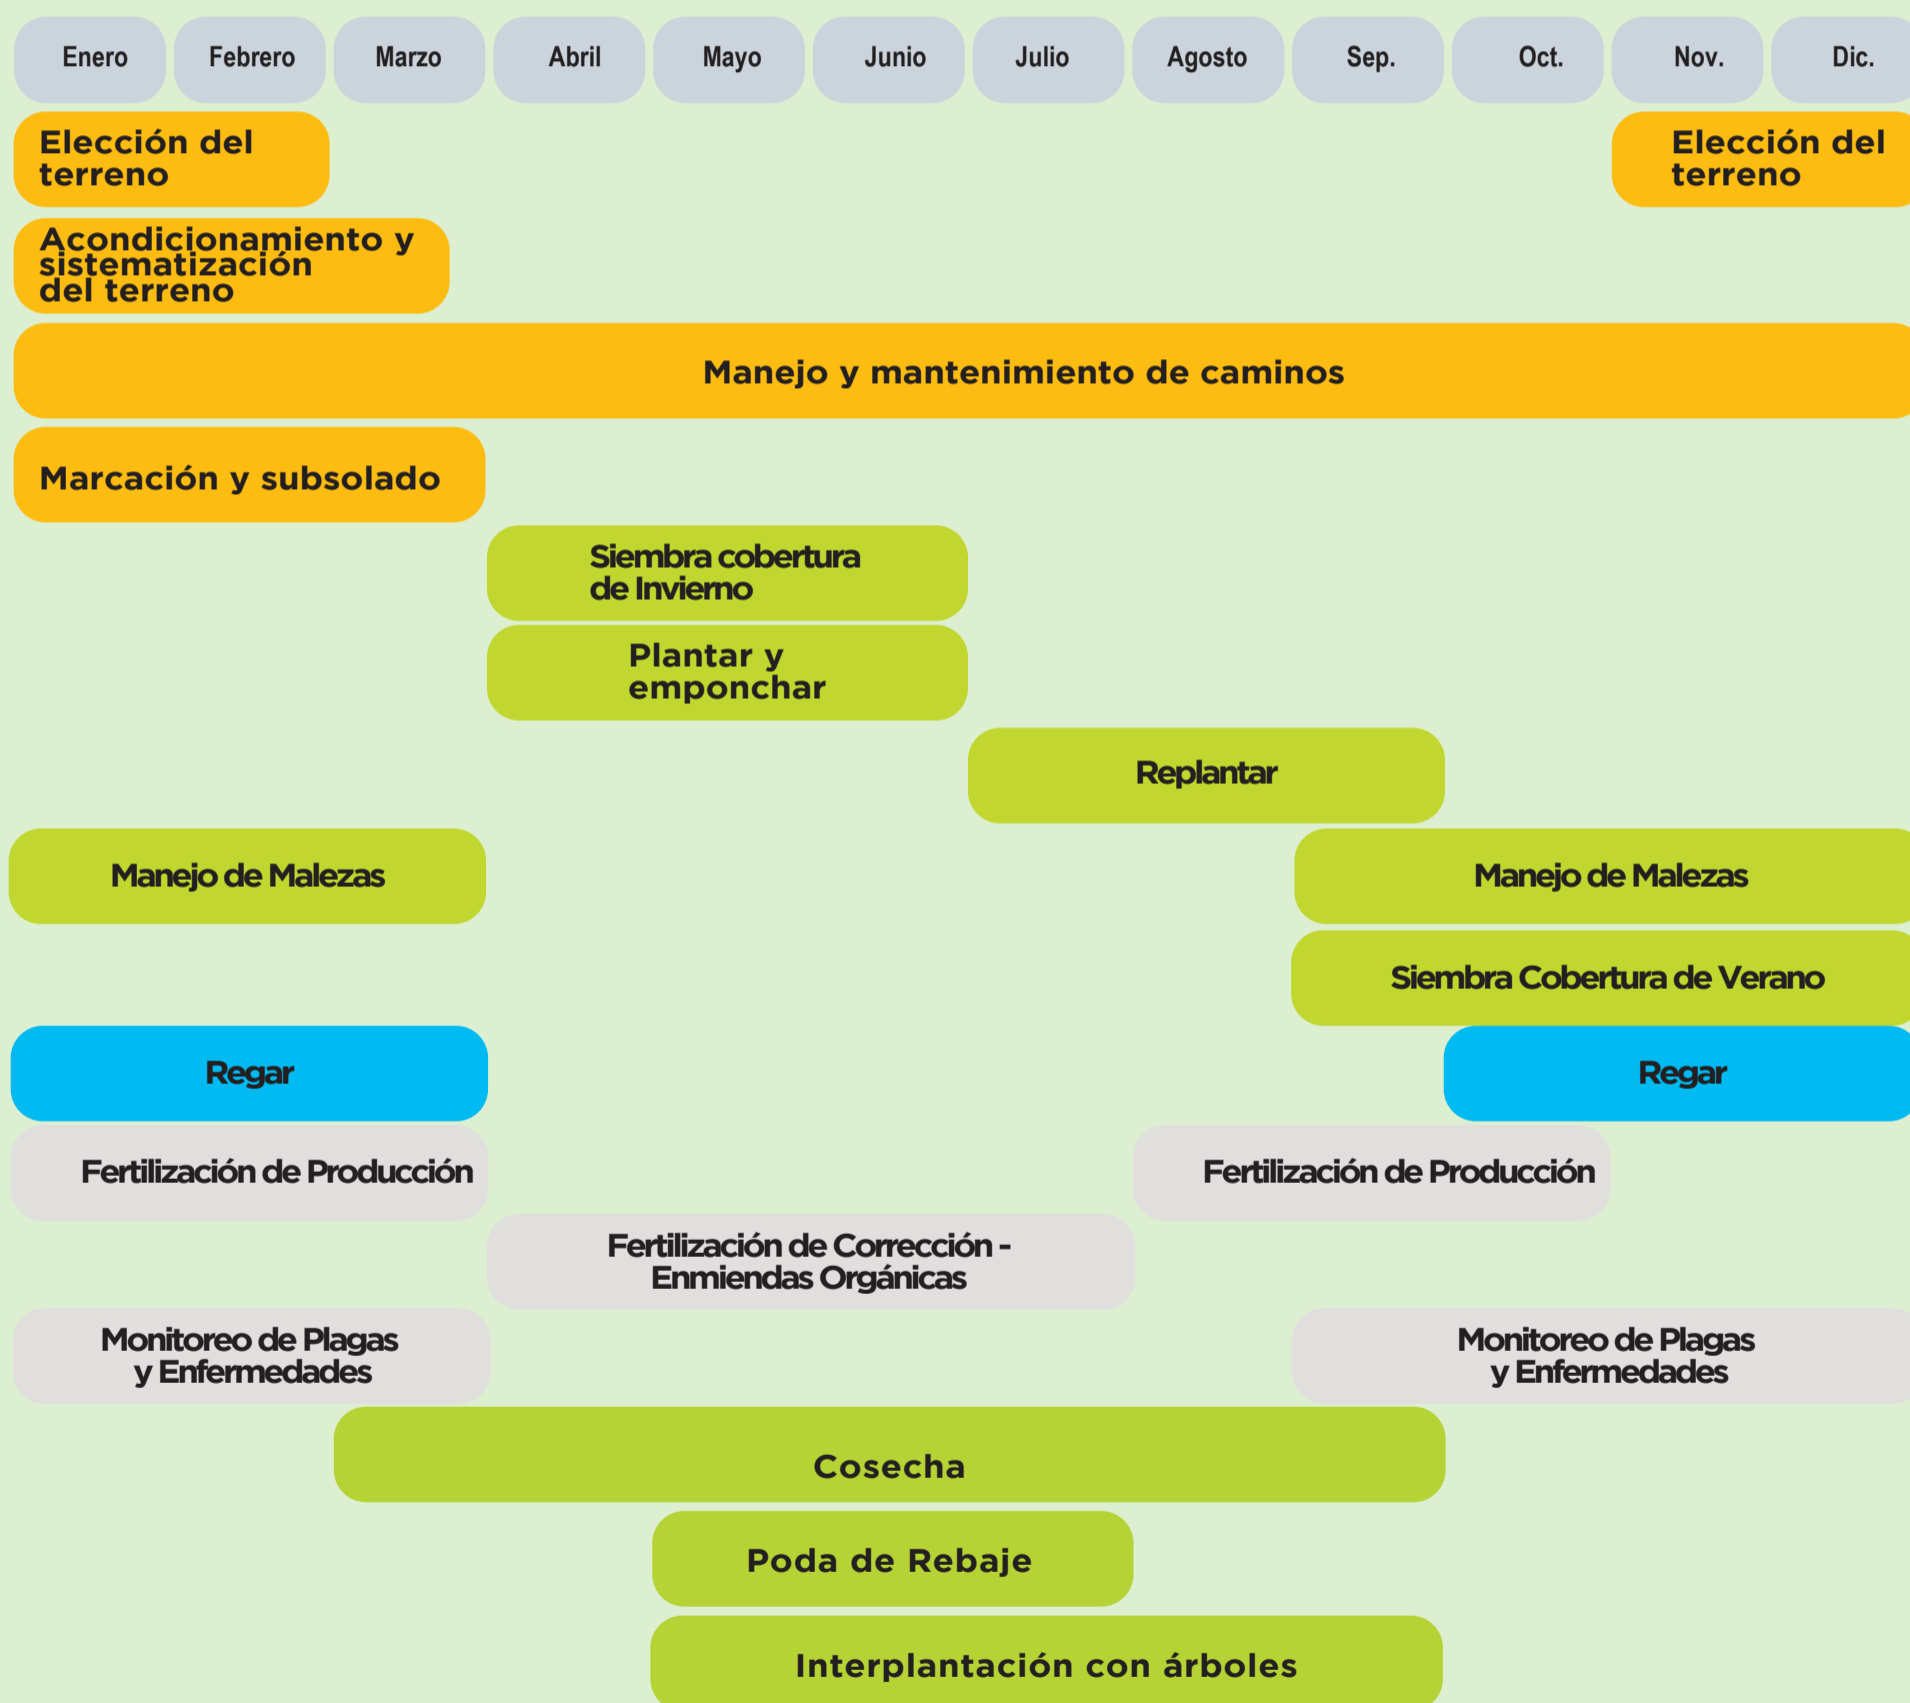 Enero Febrero Marzo Abril Mayo Junio Julio Agosto Sep. Oct. Nov. Dic.
Elección del
terreno
Elección del
terreno
Acondicionamiento y
sistematización
del terreno
Manejo y mantenimiento de caminos
Marcación y subsolado
Siembra cobertura
de Invierno
Plantar y
emponchar
Replantar
Manejo de Malezas
Manejo de Malezas
Siembra Cobertura de Verano
Regar
Regar
Fertilización de Producción
Fertilización de Producción
Fertilización de Corrección -
Enmiendas Orgánicas
Monitoreo de Plagas
y Enfermedades
Monitoreo de Plagas
y Enfermedades
Cosecha
Poda de Rebaje
Interplantación con árboles